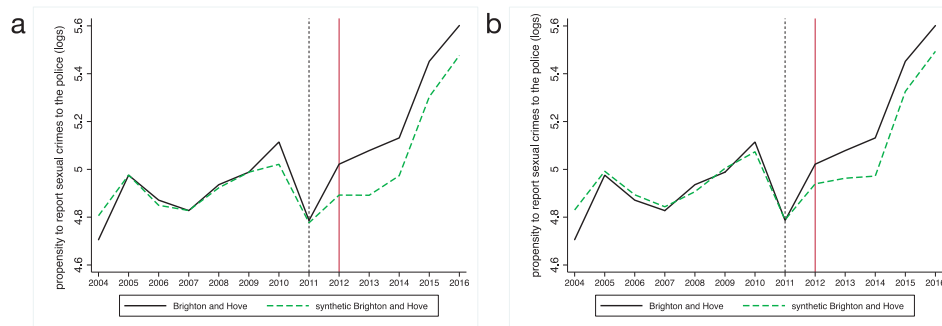 a
propensity to report sexual crimes to the police (logs)
5.6
5.4
5.2
5
4.8
4.6
2004 2005 2006 2007 2008 2009 2010 2011 2012 2013 2014 2015 2016
Brighton and Hove synthetic Brighton and Hove
b
propensity to report sexual crimes to the police (logs)
5.6
5.4
5.2
5
4.8
4.6
2004 2005 2006 2007 2008 2009 2010 2011 2012 2013 2014 2015 2016
Brighton and Hove synthetic Brighton and Hove